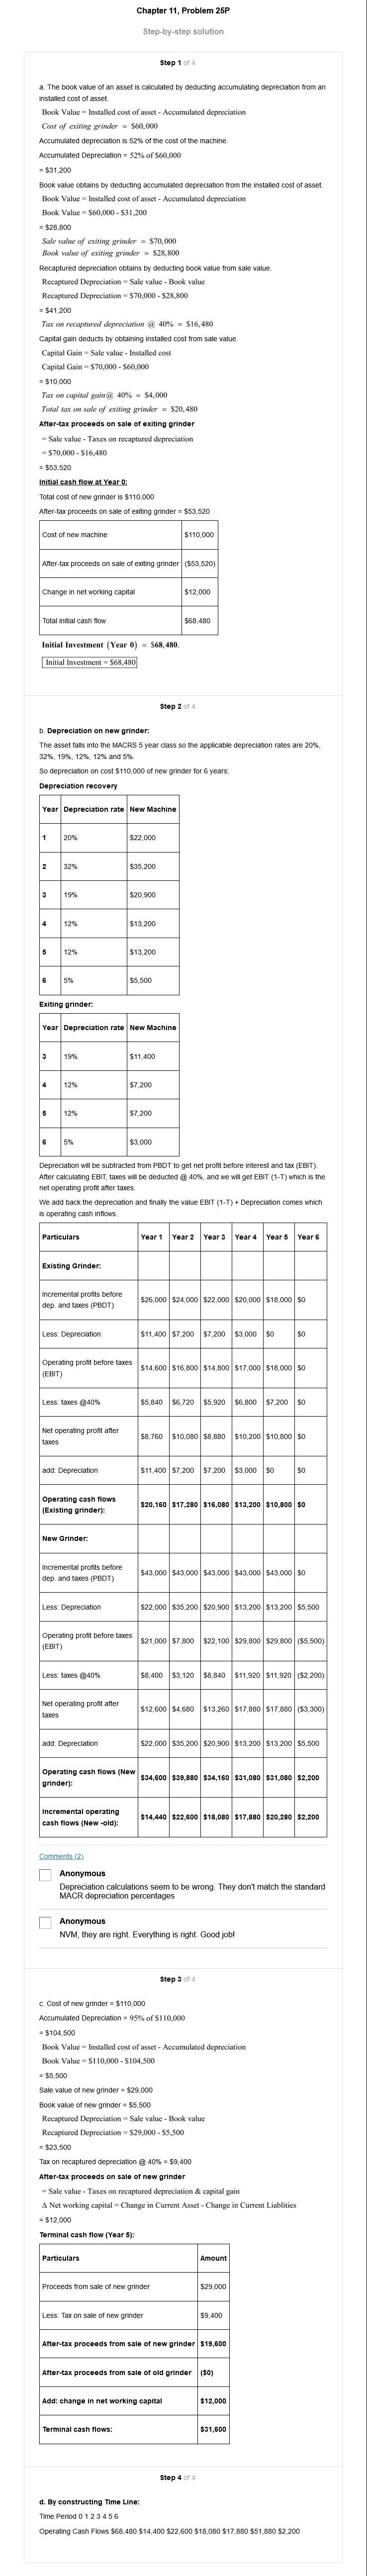 Chapter 11, Problem 25P
Step-by-step solution
Step 1 of 4
a. The book value of an asset is calculated by deducting accumulating depreciation from an
installed cost of asset.
Book Value = Installed cost of asset - Accumulated depreciation
Cost of exiting grinder = $60,000
Accumulated depreciation is 52% of the cost of the machine.
Accumulated Depreciation = 52% of $60,000
= $31,200
Book value obtains by deducting accumulated depreciation from the installed cost of asset.
Book Value = Installed cost of asset - Accumulated depreciation
Book Value = $60,000 - $31,200
= $28,800
Sale value of exiting grinder = $70,000
Book value of exiting grinder = $28,800
Recaptured depreciation obtains by deducting book value from sale value.
Recaptured Depreciation = Sale value - Book value
Recaptured Depreciation = $70,000 - $28,800
= $41,200
Tax on recaptured depreciation @ 40% = $16,480
Capital gain deducts by obtaining installed cost from sale value.
Capital Gain = Sale value - Installed cost
Capital Gain = $70,000 - $60,000
= $10,000
Tax on capital gain@ 40% = $4,000
Total tax on sale of exiting grinder = $20,480
After-tax proceeds on sale of exiting grinder
= Sale value - Taxes on recaptured depreciation
= $70,000 - $16,480
= $53,520
Initial cash flow at Year 0:
Total cost of new grinder is $110,000
After-tax proceeds on sale of exiting grinder = $53,520
Cost of new machine $110,000
After-tax proceeds on sale of exiting grinder ($53,520)
Change in net working capital $12,000
Total initial cash flow $68,480
Initial Investment (Year 0) = $68,480.
Initial Investment = $68,480
Step 2 of 4
b. Depreciation on new grinder:
The asset falls into the MACRS 5 year class so the applicable depreciation rates are 20%,
32%, 19%, 12%, 12% and 5%.
So depreciation on cost $110,000 of new grinder for 6 years:
Depreciation recovery
Year Depreciation rate New Machine
1 20% $22,000
2 32% $35,200
3 19% $20,900
4 12% $13,200
5 12% $13,200
6 5% $5,500
Exiting grinder:
Year Depreciation rate New Machine
3 19% $11,400
4 12% $7,200
5 12% $7,200
6 5% $3,000
Depreciation will be subtracted from PBDT to get net profit before interest and tax (EBIT).
After calculating EBIT, taxes will be deducted @ 40%, and we will get EBIT (1-T) which is the
net operating profit after taxes.
We add back the depreciation and finally the value EBIT (1-T) + Depreciation comes which
is operating cash inflows.
Particulars Year 1 Year 2 Year 3 Year 4 Year 5 Year 6
Existing Grinder:
Incremental profits before
dep. and taxes (PBDT) $26,000 $24,000 $22,000 $20,000 $18,000 $0
Less: Depreciation $11,400 $7,200 $7,200 $3,000 $0 $0
Operating profit before taxes
(EBIT) $14,600 $16,800 $14,800 $17,000 $18,000 $0
Less: taxes @40% $5,840 $6,720 $5,920 $6,800 $7,200 $0
Net operating profit after
taxes $8,760 $10,080 $8,880 $10,200 $10,800 $0
add: Depreciation $11,400 $7,200 $7,200 $3,000 $0 $0
Operating cash flows
(Existing grinder): $20,160 $17,280 $16,080 $13,200 $10,800 $0
New Grinder:
Incremental profits before
dep. and taxes (PBDT) $43,000 $43,000 $43,000 $43,000 $43,000 $0
Less: Depreciation $22,000 $35,200 $20,900 $13,200 $13,200 $5,500
Operating profit before taxes
(EBIT) $21,000 $7,800 $22,100 $29,800 $29,800 ($5,500)
Less: taxes @40% $8,400 $3,120 $8,840 $11,920 $11,920 ($2,200)
Net operating profit after
taxes $12,600 $4,680 $13,260 $17,880 $17,880 ($3,300)
add: Depreciation $22,000 $35,200 $20,900 $13,200 $13,200 $5,500
Operating cash flows (New
grinder): $34,600 $39,880 $34,160 $31,080 $31,080 $2,200
Incremental operating
cash flows (New -old): $14,440 $22,600 $18,080 $17,880 $20,280 $2,200
Comments (2)
Anonymous
Depreciation calculations seem to be wrong. They don't match the standard
MACR depreciation percentages
Anonymous
NVM, they are right. Everything is right. Good job!
Step 3 of 4
c. Cost of new grinder = $110,000
Accumulated Depreciation = 95% of $110,000
= $104,500
Book Value = Installed cost of asset - Accumulated depreciation
Book Value = $110,000 - $104,500
= $5,500
Sale value of new grinder = $29,000
Book value of new grinder = $5,500
Recaptured Depreciation = Sale value - Book value
Recaptured Depreciation = $29,000 - $5,500
= $23,500
Tax on recaptured depreciation @ 40% = $9,400
After-tax proceeds on sale of new grinder
= Sale value - Taxes on recaptured depreciation & capital gain
Δ Net working capital = Change in Current Asset - Change in Current Liablities
= $12,000
Terminal cash flow (Year 5):
Particulars Amount
Proceeds from sale of new grinder $29,000
Less: Tax on sale of new grinder $9,400
After-tax proceeds from sale of new grinder $19,600
After-tax proceeds from sale of old grinder ($0)
Add: change in net working capital $12,000
Terminal cash flows: $31,600
Step 4 of 4
d. By constructing Time Line:
Time Period 0 1 2 3 4 5 6
Operating Cash Flows $68,480 $14,400 $22,600 $18,080 $17,880 $51,880 $2,200